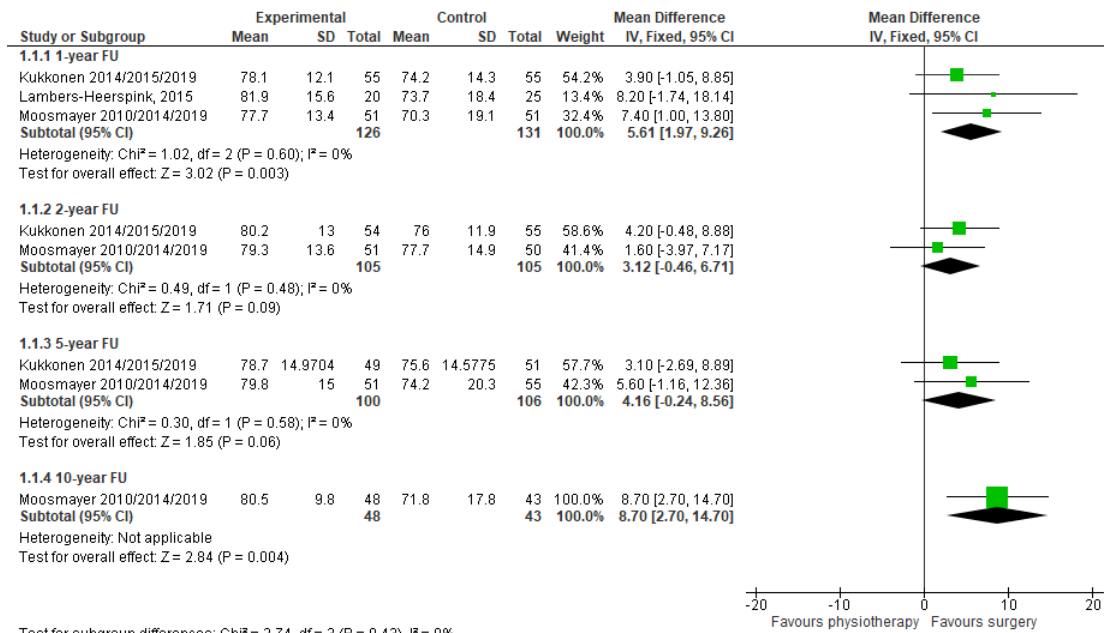 Experimental Control Mean Difference Mean Difference
Study or Subgroup Mean SD Total Mean SD Total Weight IV, Fixed, 95% CI IV, Fixed, 95% CI
1.1.1 1-year FU
Kukkonen 2014/2015/2019 78.1 12.1 55 74.2 14.3 55 54.2% 3.90 [-1.05, 8.85]
Lambers-Heerspink, 2015 81.9 15.6 20 73.7 18.4 25 13.4% 8.20 [-1.74, 18.14]
Moosmayer 2010/2014/2019 77.7 13.4 51 70.3 19.1 51 32.4% 7.40 [1.00, 13.80]
Subtotal (95% CI) 126 131 100.0% 5.61 [1.97, 9.26]
Heterogeneity: Chi² = 1.02, df = 2 (P = 0.60); I² = 0%
Test for overall effect: Z = 3.02 (P = 0.003)
1.1.2 2-year FU
Kukkonen 2014/2015/2019 80.2 13 54 76 11.9 55 58.6% 4.20 [-0.48, 8.88]
Moosmayer 2010/2014/2019 79.3 13.6 51 77.7 14.9 50 41.4% 1.60 [-3.97, 7.17]
Subtotal (95% CI) 105 105 100.0% 3.12 [-0.46, 6.71]
Heterogeneity: Chi² = 0.49, df = 1 (P = 0.48); I² = 0%
Test for overall effect: Z = 1.71 (P = 0.09)
1.1.3 5-year FU
Kukkonen 2014/2015/2019 78.7 14.9704 49 75.6 14.5775 51 57.7% 3.10 [-2.69, 8.89]
Moosmayer 2010/2014/2019 79.8 15 51 74.2 20.3 55 42.3% 5.60 [-1.16, 12.36]
Subtotal (95% CI) 100 106 100.0% 4.16 [-0.24, 8.56]
Heterogeneity: Chi² = 0.30, df = 1 (P = 0.58); I² = 0%
Test for overall effect: Z = 1.85 (P = 0.06)
1.1.4 10-year FU
Moosmayer 2010/2014/2019 80.5 9.8 48 71.8 17.8 43 100.0% 8.70 [2.70, 14.70]
Subtotal (95% CI) 48 43 100.0% 8.70 [2.70, 14.70]
Heterogeneity: Not applicable
Test for overall effect: Z = 2.84 (P = 0.004)
-20 -10 0 10 20
Favours physiotherapy Favours surgery
Test for subgroup differences: Chi² = 2.74, df = 3 (P = 0.43), I² = 0%